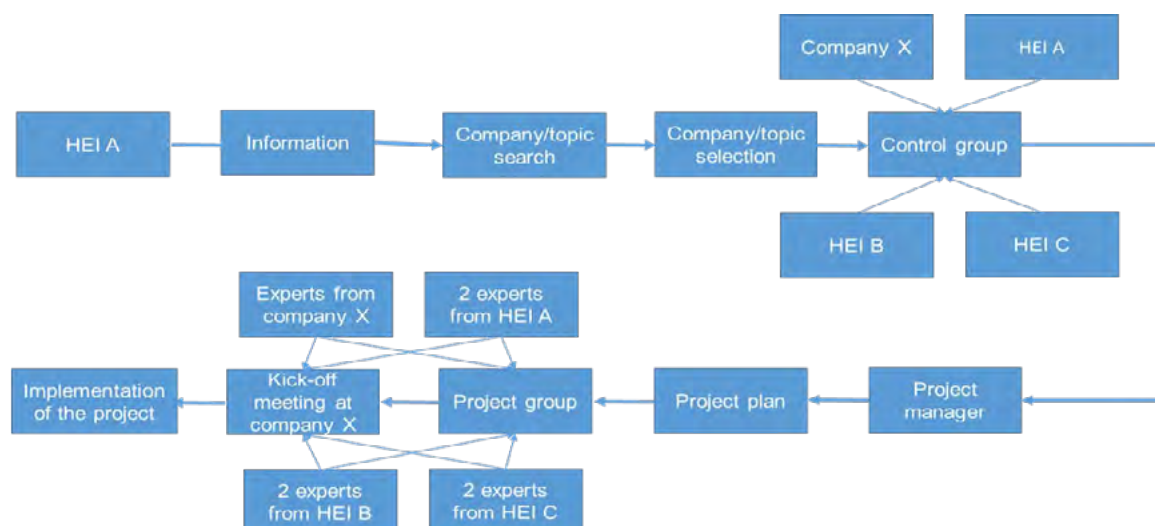 Company X
HEI A
HEI A
Information
Company/topic
search
Company/topic
selection
Control group
HEI B
HEI C
Experts from
company X
2 experts
from HEI A
Implementation
of the project
Kick-off
meeting at
company X
Project group
Project plan
Project
manager
2 experts
from HEI B
2 experts
from HEI C